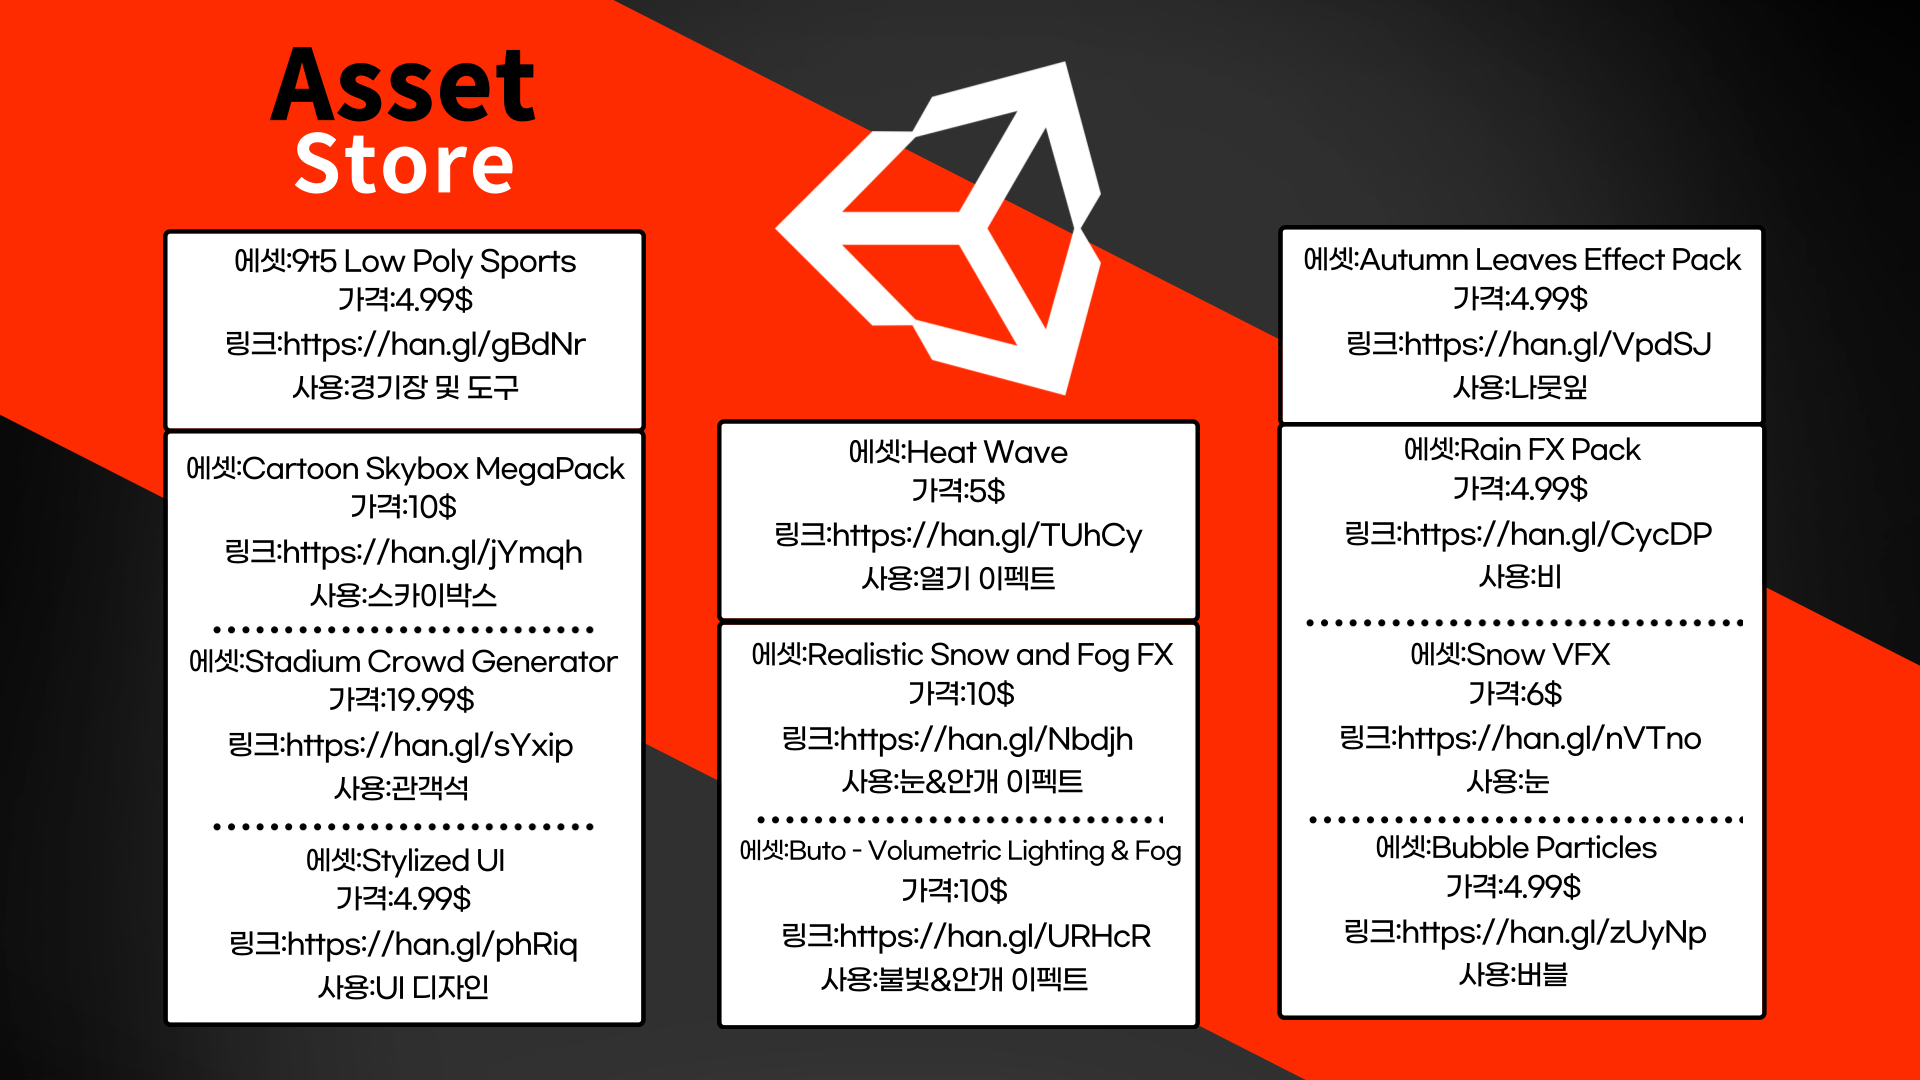 Asset
Store
에셋:9t5 Low Poly Sports
가격:4.99$
링크:https://han.gl/gBdNr
사용:경기장 및 도구
에셋:Cartoon Skybox MegaPack
가격:10$
링크:https://han.gl/jYmqh
사용:스카이박스
에셋:Stadium Crowd Generator
가격:19.99$
링크:https://han.gl/sYxip
사용:관객석
에셋:Stylized UI
가격:4.99$
링크:https://han.gl/phRiq
사용:UI 디자인
에셋:Heat Wave
가격:5$
링크:https://han.gl/TUhCy
사용:열기 이펙트
에셋:Realistic Snow and Fog FX
가격:10$
링크:https://han.gl/Nbdjh
사용:눈&안개 이펙트
에셋:Buto - Volumetric Lighting & Fog
가격:10$
링크:https://han.gl/URHcR
사용:불빛&안개 이펙트
에셋:Autumn Leaves Effect Pack
가격:4.99$
링크:https://han.gl/VpdSJ
사용:나뭇잎
에셋:Rain FX Pack
가격:4.99$
링크:https://han.gl/CycDP
사용:비
에셋:Snow VFX
가격:6$
링크:https://han.gl/nVTno
사용:눈
에셋:Bubble Particles
가격:4.99$
링크:https://han.gl/zUyNp
사용:버블